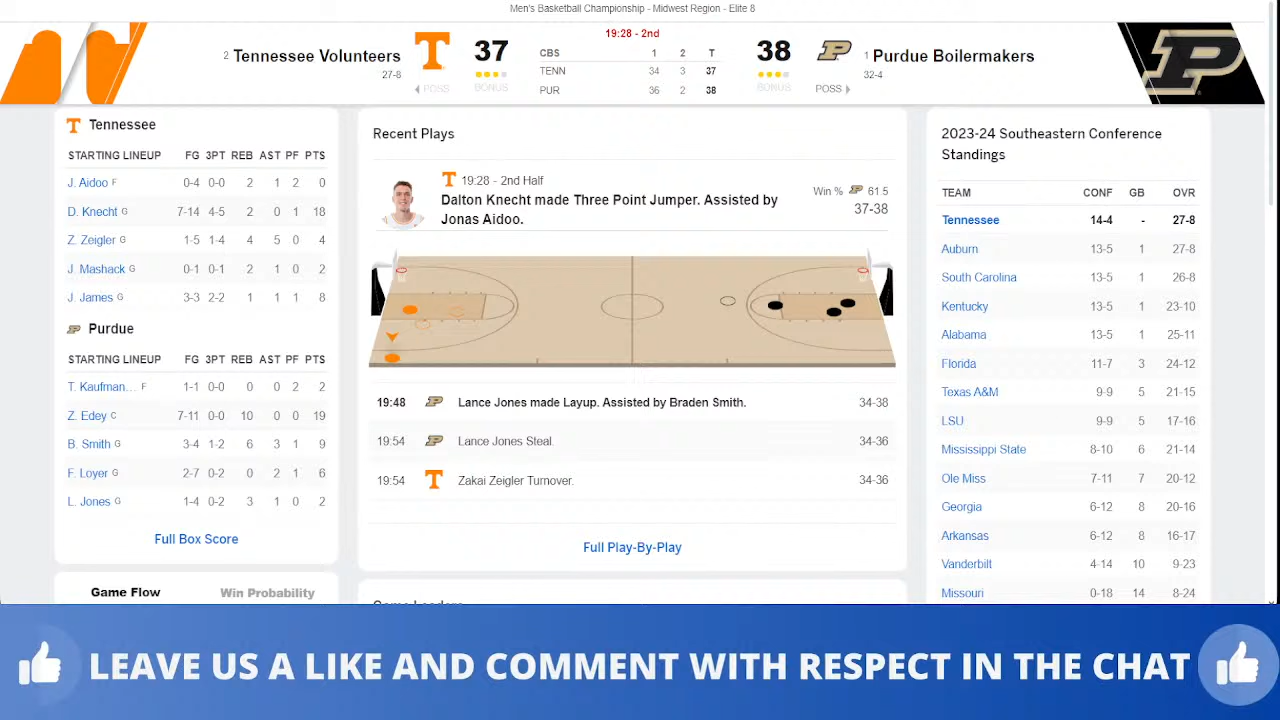 Men's Basketball Championship - Midwest Region - Elite 8
2 Tennessee Volunteers
27-8
37
BONUS
POSS
19:28 - 2nd
CBS 1 2 T
TENN 34 3 37
PUR 36 2 38
38
BONUS
POSS
1 Purdue Boilermakers
32-4
Tennessee
STARTING LINEUP FG 3PT REB AST PF PTS
J. Aidoo F 0-4 0-0 2 1 2 0
D. Knecht G 7-14 4-5 2 0 1 18
Z. Zeigler G 1-5 1-4 4 5 0 4
J. Mashack G 0-1 0-1 2 1 0 2
J. James G 3-3 2-2 1 1 1 8
Purdue
STARTING LINEUP FG 3PT REB AST PF PTS
T. Kaufman... F 1-1 0-0 0 0 2 2
Z. Edey C 7-11 0-0 10 0 0 19
B. Smith G 3-4 1-2 6 3 1 9
F. Loyer G 2-7 0-2 0 2 1 6
L. Jones G 1-4 0-2 3 1 0 2
Full Box Score
Game Flow Win Probability
Recent Plays
19:28 - 2nd Half
Dalton Knecht made Three Point Jumper. Assisted by
Jonas Aidoo.
Win % 61.5
37-38
19:48 Lance Jones made Layup. Assisted by Braden Smith. 34-38
19:54 Lance Jones Steal. 34-36
19:54 Zakai Zeigler Turnover. 34-36
Full Play-By-Play
Game Leaders
2023-24 Southeastern Conference
Standings
TEAM CONF GB OVR
Tennessee 14-4 - 27-8
Auburn 13-5 1 27-8
South Carolina 13-5 1 26-8
Kentucky 13-5 1 23-10
Alabama 13-5 1 25-11
Florida 11-7 3 24-12
Texas A&M 9-9 5 21-15
LSU 9-9 5 17-16
Mississippi State 8-10 6 21-14
Ole Miss 7-11 7 20-12
Georgia 6-12 8 20-16
Arkansas 6-12 8 16-17
Vanderbilt 4-14 10 9-23
Missouri 0-18 14 8-24
LEAVE US A LIKE AND COMMENT WITH RESPECT IN THE CHAT